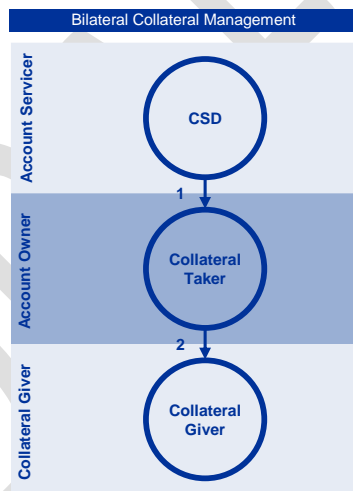 Bilateral Collateral Management
Account Servicer
CSD
1
Account Owner
Collateral
Taker
2
Collateral Giver
Collateral
Giver